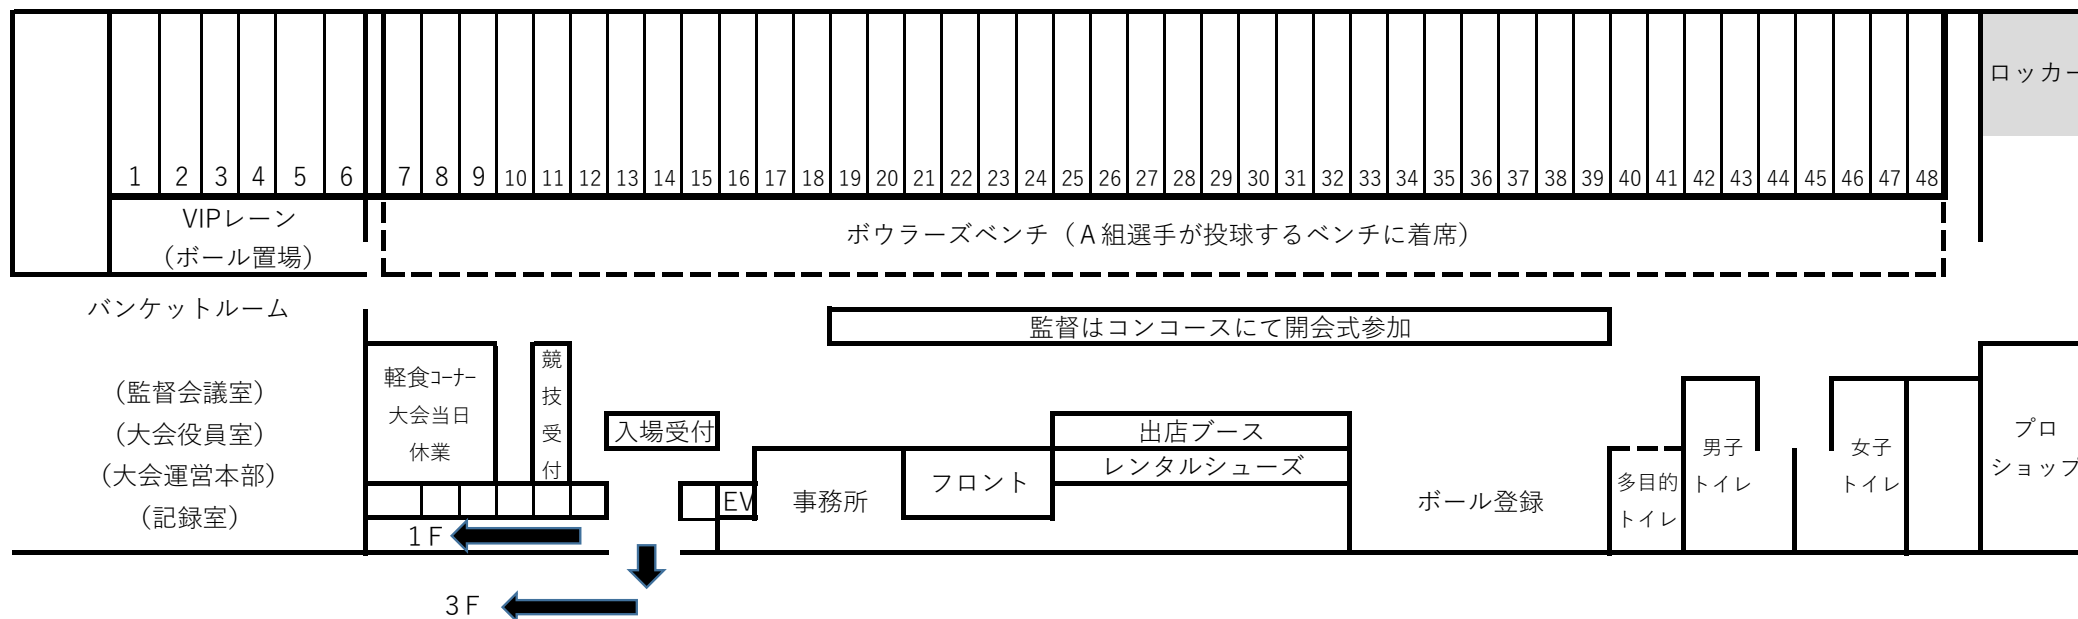 ロッカー
1 2 3 4 5 6 7 8 9 10 11 12 13 14 15 16 17 18 19 20 21 22 23 24 25 26 27 28 29 30 31 32 33 34 35 36 37 38 39 40 41 42 43 44 45 46 47 48
VIPレーン
（ボール置場）
ボウラーズベンチ（A組選手が投球するベンチに着席）
バンケットルーム
監督はコンコースにて開会式参加
（監督会議室）
（大会役員室）
（大会運営本部）
（記録室）
軽食ｺｰﾅｰ
大会当日
休業
競技受付
入場受付
EV
事務所
フロント
出店ブース
レンタルシューズ
ボール登録
多目的
トイレ
男子
トイレ
女子
トイレ
プロ
ショップ
1F
3F